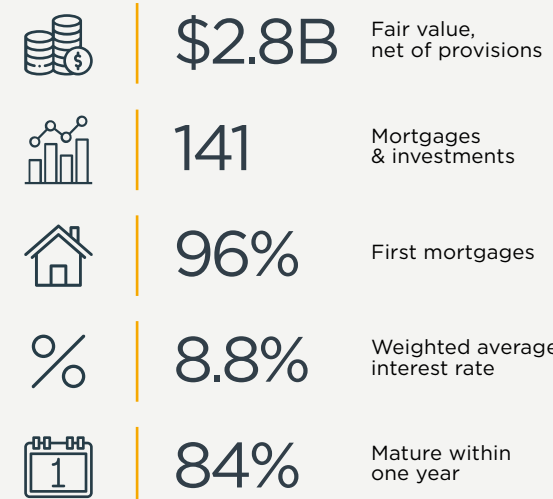 $2.8B
Fair value,
net of provisions
141
Mortgages
& investments
96%
First mortgages
8.8%
Weighted average
interest rate
1
84%
Mature within
one year